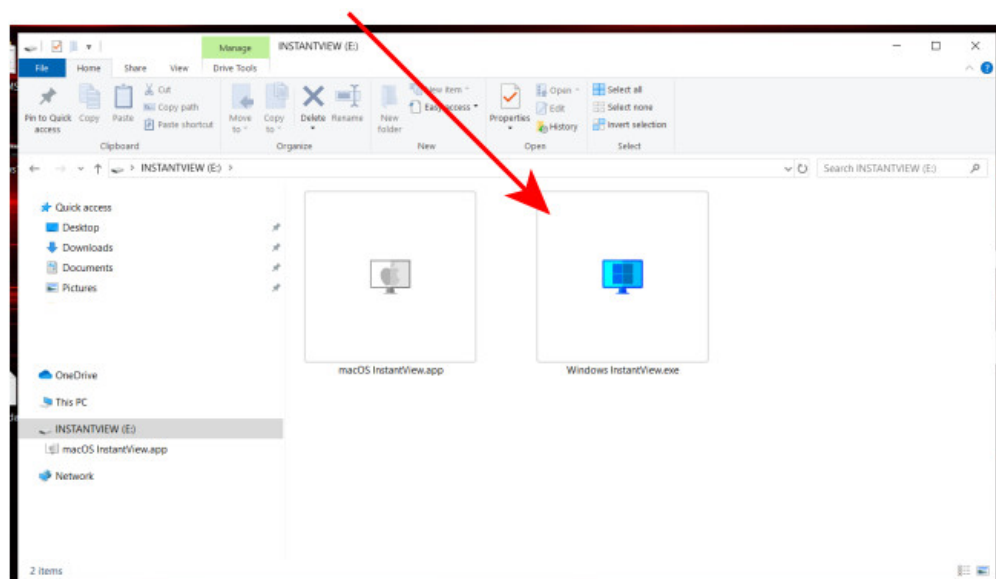 Manage INSTANTVIEW (E:)
File Home Share View Drive Tools
Pin to Quick access
Copy
Paste
Cut
Copy path
Paste shortcut
Move to
Copy to
Delete
Rename
New folder
New item
Easy access
Properties
Open
Edit
History
Select all
Select none
Invert selection
Clipboard Organize New Open Select
INSTANTVIEW (E:)
Search INSTANTVIEW (E:)
Quick access
Desktop
Downloads
Documents
Pictures
OneDrive
This PC
INSTANTVIEW (E:)
macOS InstantView.app
Network
macOS InstantView.app
Windows InstantView.exe
2 items